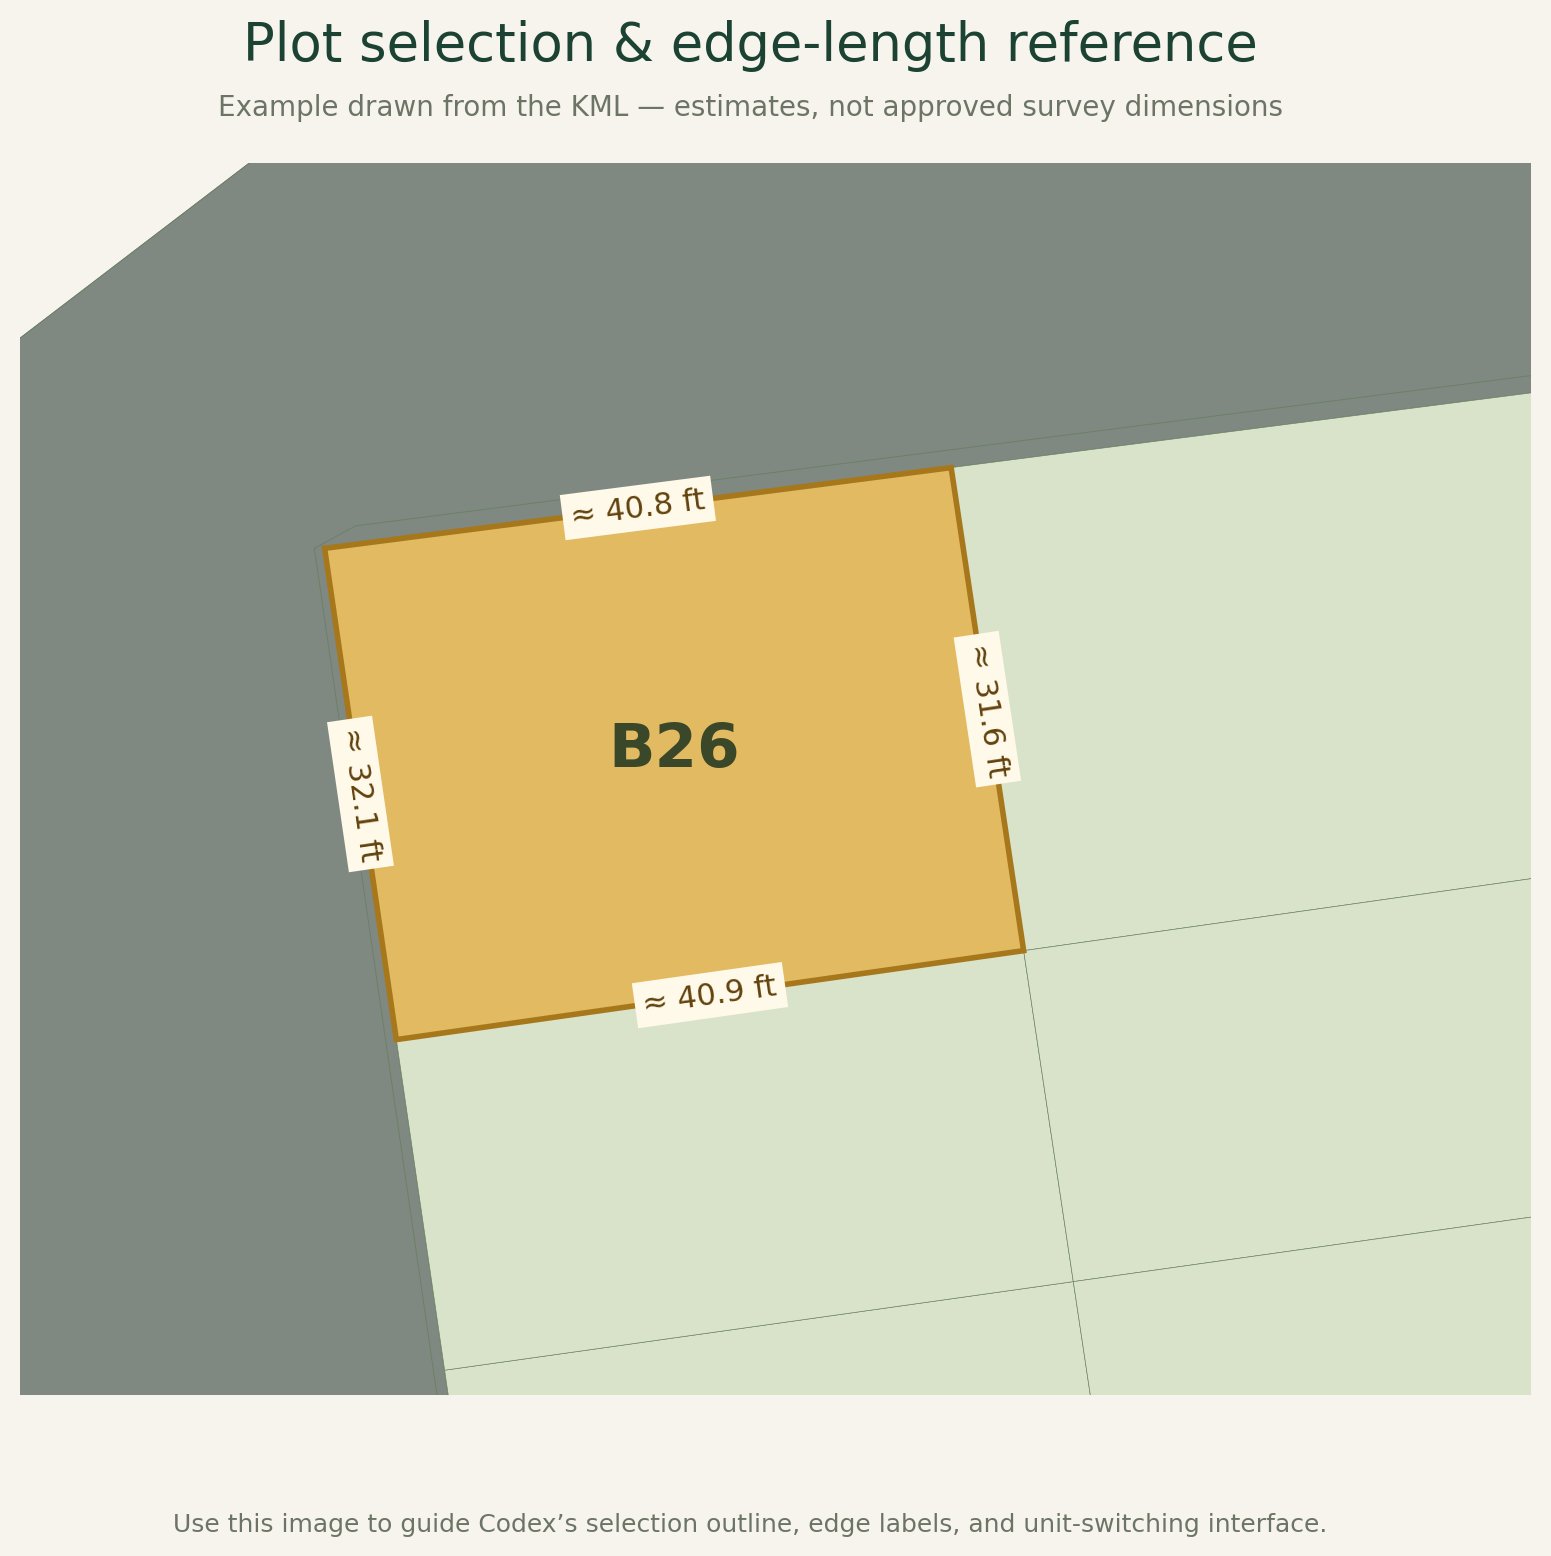 Plot selection & edge-length reference
Example drawn from the KML — estimates, not approved survey dimensions
≈ 40.8 ft
≈ 31.6 ft
B26
≈ 32.1 ft
≈ 40.9 ft
Use this image to guide Codex’s selection outline, edge labels, and unit-switching interface.